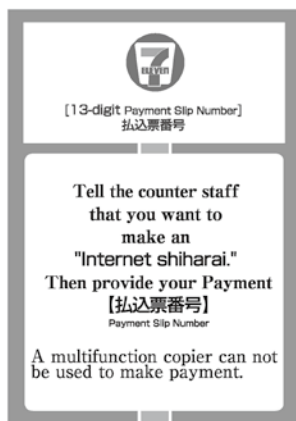 7
ELEVEN
[13-digit Payment Slip Number]
払込票番号
Tell the counter staff
that you want to
make an
"Internet shiharai."
Then provide your Payment
【払込票番号】
Payment Slip Number
A multifunction copier can not
be used to make payment.